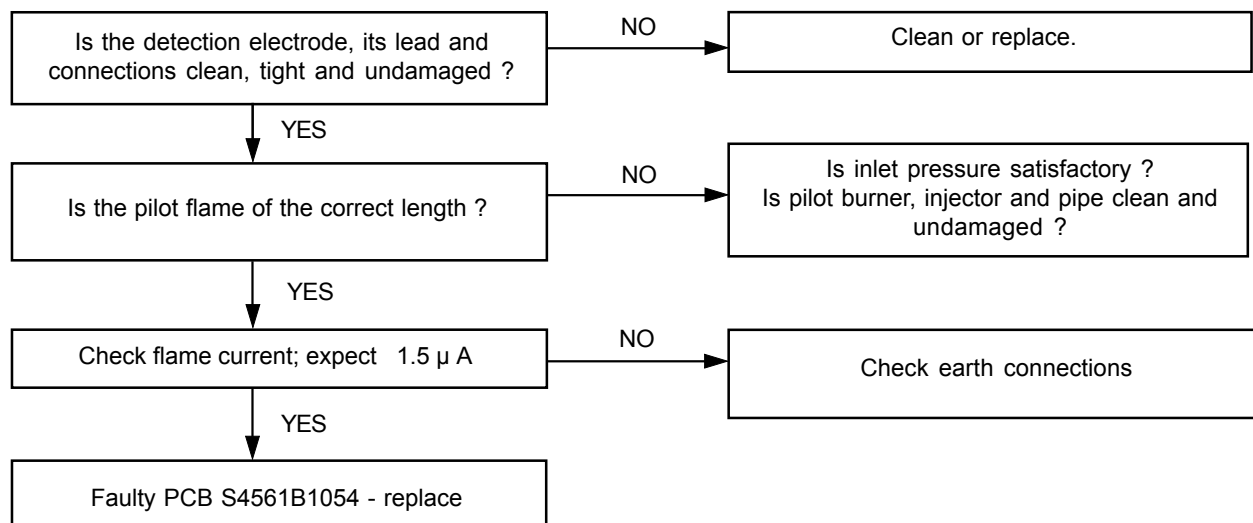 Is the detection electrode, its lead and
connections clean, tight and undamaged ?
NO
Clean or replace.
YES
Is the pilot flame of the correct length ?
NO
Is inlet pressure satisfactory ?
Is pilot burner, injector and pipe clean and
undamaged ?
YES
Check flame current; expect 1.5 µ A
NO
Check earth connections
YES
Faulty PCB S4561B1054 - replace